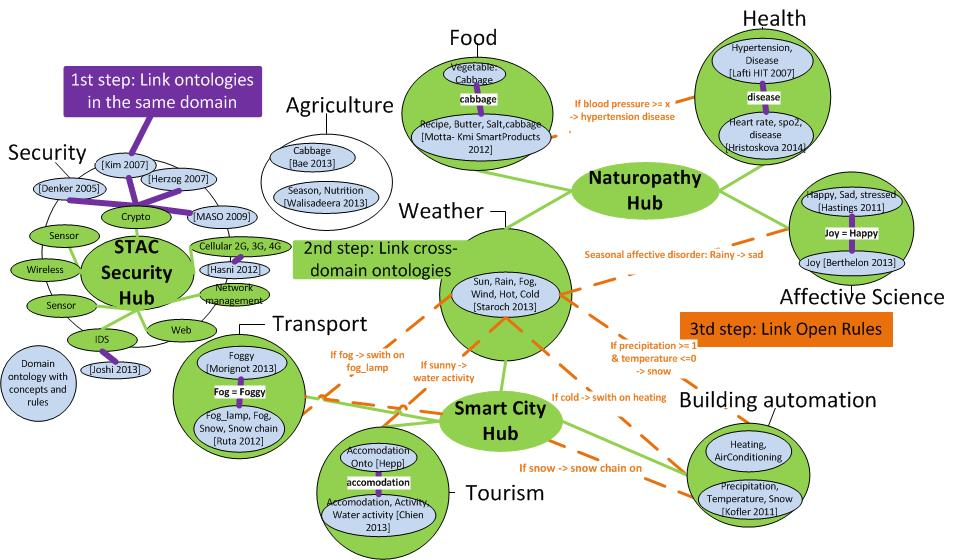 Health
Food
Hypertension,
Disease
[Lafti HIT 2007]
disease
Heart rate, spo2,
disease
[Hristoskova 2014]
Vegetable:
Cabbage
cabbage
Recipe, Butter, Salt,cabbage
[Motta- Kmi SmartProducts
2012]
If blood pressure >= x
-> hypertension disease
1st step: Link ontologies
in the same domain
Agriculture
Cabbage
[Bae 2013]
Season, Nutrition
[Walisadeera 2013]
Security
[Kim 2007]
[Denker 2005]
[Herzog 2007]
[MASO 2009]
Crypto
Sensor
Wireless
Sensor
STAC
Security
Hub
Cellular 2G, 3G, 4G
[Hasni 2012]
Network
management
Web
IDS
[Joshi 2013]
Domain
ontology with
concepts and
rules
Naturopathy
Hub
Happy, Sad, stressed
[Hastings 2011]
Joy = Happy
Joy [Berthelon 2013]
Affective Science
Weather
2nd step: Link cross-
domain ontologies
Seasonal affective disorder: Rainy -> sad
Sun, Rain, Fog,
Wind, Hot, Cold
[Staroch 2013]
3td step: Link Open Rules
Transport
Foggy
[Morignot 2013]
Fog = Foggy
Fog_lamp, Fog,
Snow, Snow chain
[Ruta 2012]
If fog -> swith on
fog_lamp
If sunny ->
water activity
If precipitation >= 1
& temperature <=0
-> snow
If cold -> swith on heating
Smart City
Hub
If snow -> snow chain on
Building automation
Heating,
AirConditioning
Precipitation,
Temperature, Snow
[Kofler 2011]
Accomodation
Onto [Hepp]
accomodation
Accomodation, Activity,
Water activity [Chien
2013]
Tourism